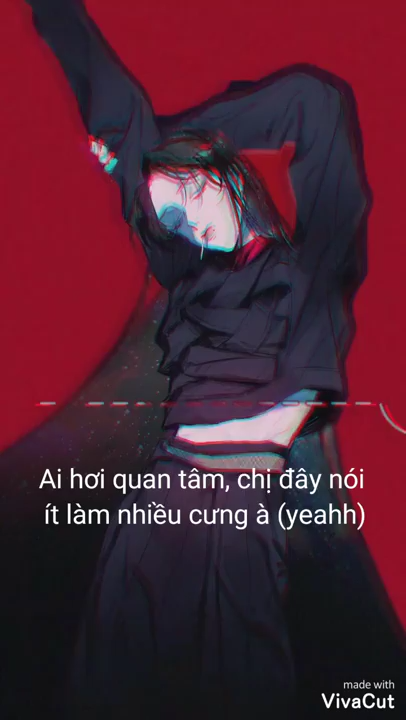 Ai hơi quan tâm, chị đây nói
ít làm nhiều cưng à (yeahh)
made with
VivaCut